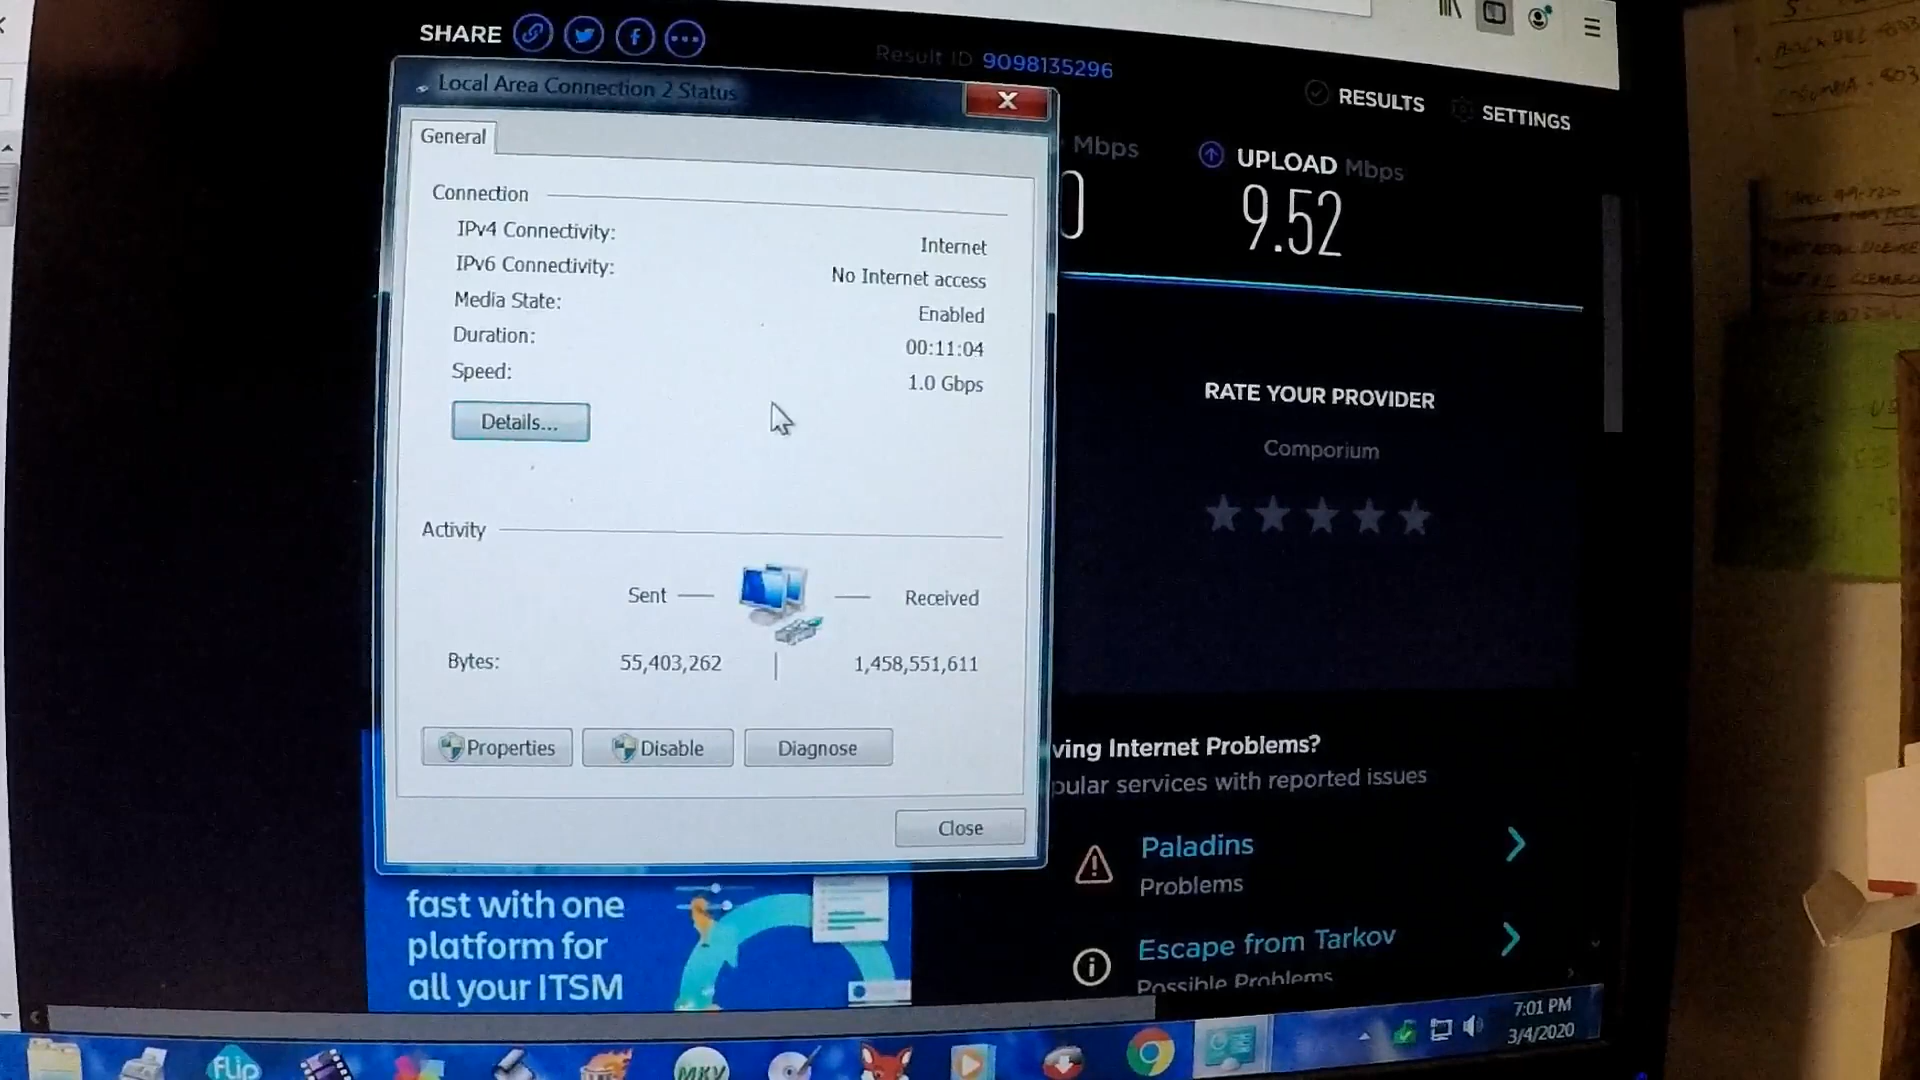 SHARE
Result ID 9098135296
RESULTS SETTINGS
Mbps
UPLOAD Mbps
9.52
Local Area Connection 2 Status
General
Connection
IPv4 Connectivity: Internet
IPv6 Connectivity: No Internet access
Media State: Enabled
Duration: 00:11:04
Speed: 1.0 Gbps
Details...
Activity
Sent Received
Bytes: 55,403,262 1,458,551,611
Properties Disable Diagnose
Close
RATE YOUR PROVIDER
Comporium
ving Internet Problems?
pular services with reported issues
Paladins
Problems
Escape from Tarkov
Possible Problems
fast with one
platform for
all your ITSM
7:01 PM
3/4/2020
FLIP
MKV